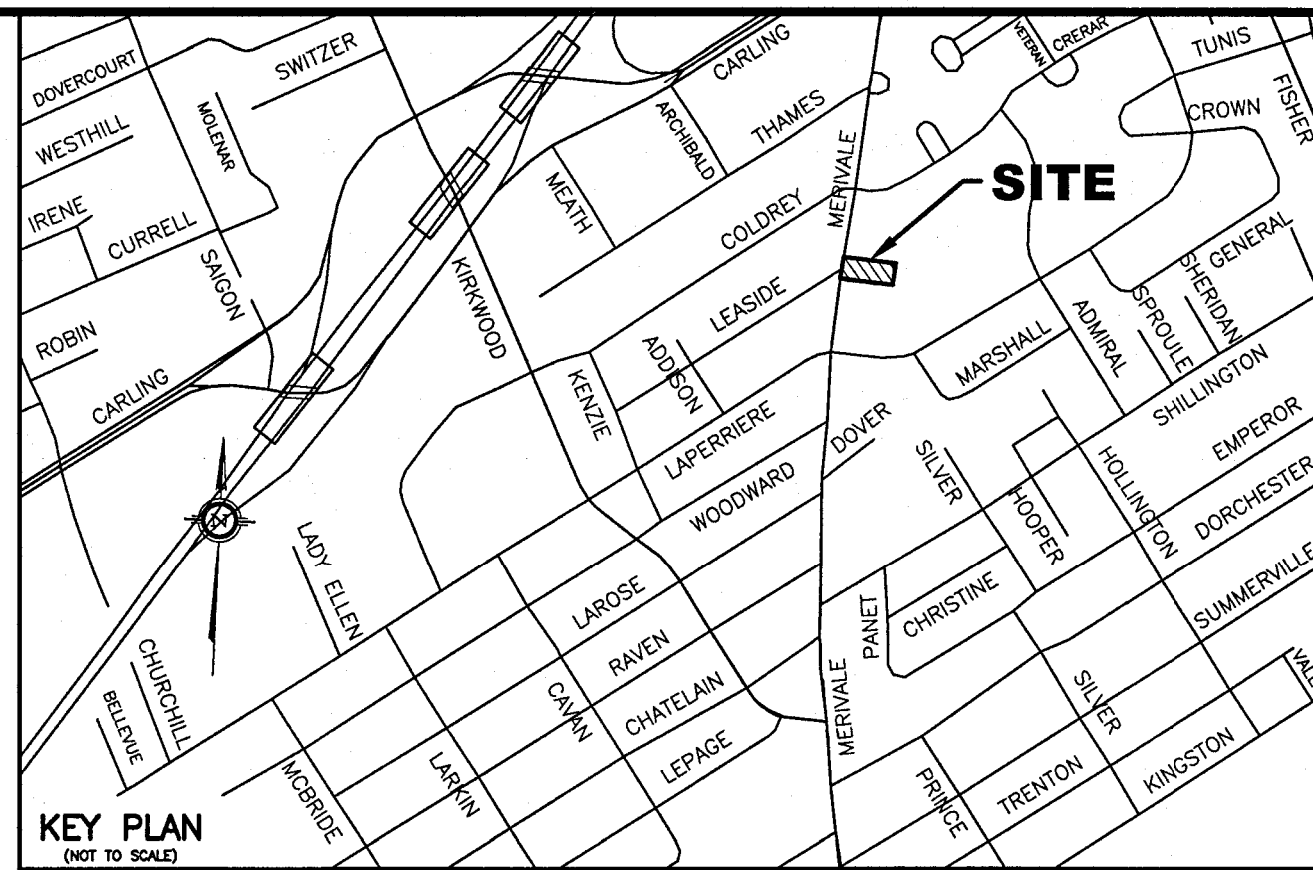 DOVERCOURT
SWITZER
CARLING
VETERAN
CRERAR
TUNIS
FISHER
WESTHILL
MOLENAR
ARCHIBALD
THAMES
CROWN
IRENE
CURRELL
MEATH
MERIVALE
SITE
SAIGON
KIRKWOOD
COLDREY
GENERAL
SHERIDAN
SPROULE
ADMIRAL
ROBIN
LEASIDE
MARSHALL
CARLING
ADDISON
KENZIE
SHILLINGTON
LAPERRIERE
DOVER
EMPEROR
WOODWARD
SILVER
HOOPER
HOLLINGTON
DORCHESTER
N
LADY ELLEN
LAROSE
PANET
CHRISTINE
SUMMERVILLE
CHURCHILL
RAVEN
BELLEVUE
CAVAN
CHATELAIN
MERIVALE
SILVER
LEPAGE
MCBRIDE
LARKIN
PRINCE
TRENTON
KINGSTON
KEY PLAN
(NOT TO SCALE)